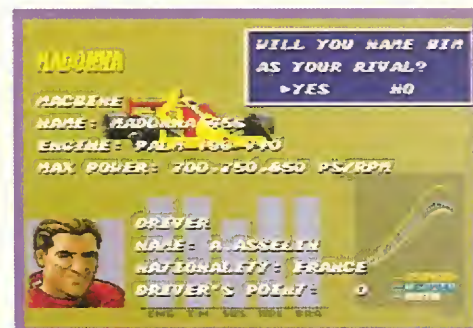 MADONNA
WILL YOU NAME HIM
AS YOUR RIVAL?
▶YES NO
MACHINE
NAME: MADONNA
ENGINE:
MAX POWER: 700-750.650 PS/RPM
DRIVER
NAME: A.ASSELIN
NATIONALITY: FRANCE
DRIVER'S POINT: 0